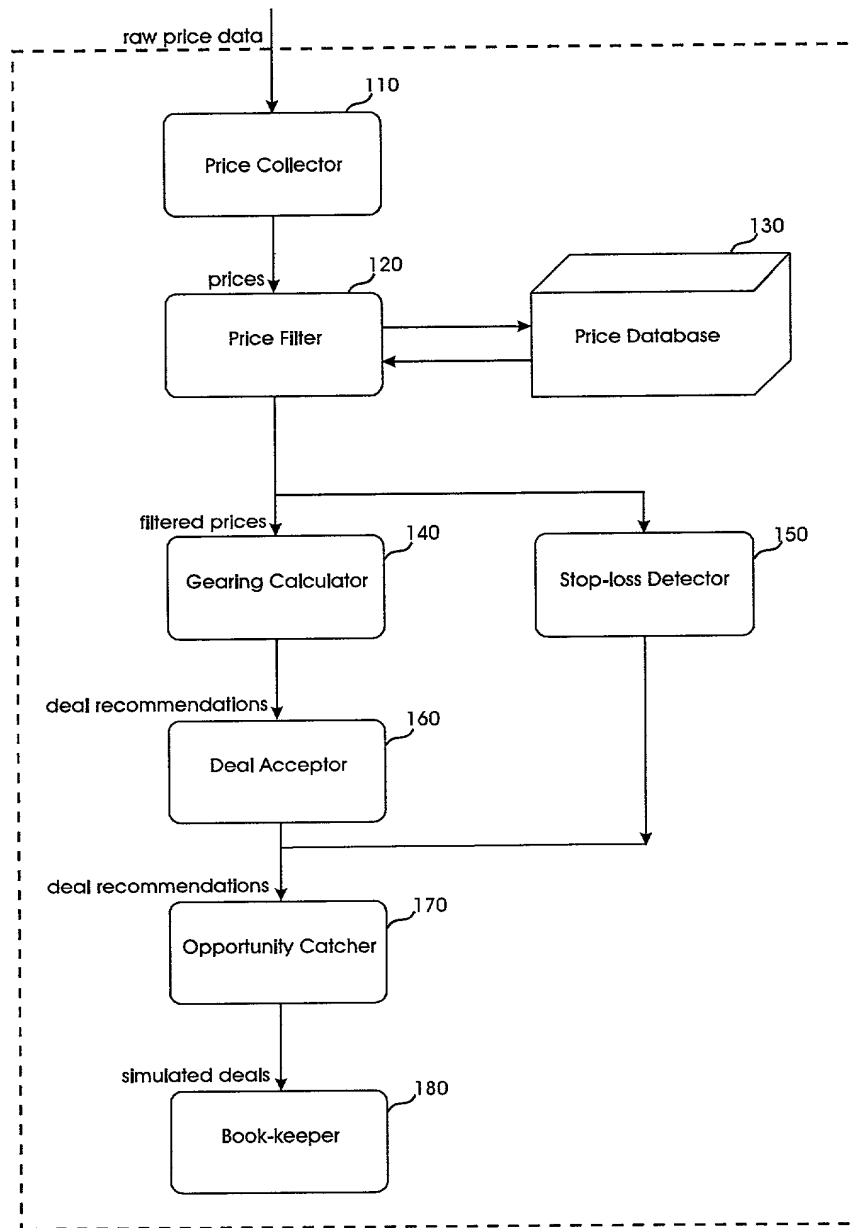 raw price data
110
Price Collector
130
prices
120
Price Filter
Price Database
filtered prices
140
150
Gearing Calculator
Stop-loss Detector
deal recommendations
160
Deal Acceptor
deal recommendations
170
Opportunity Catcher
simulated deals
180
Book-keeper